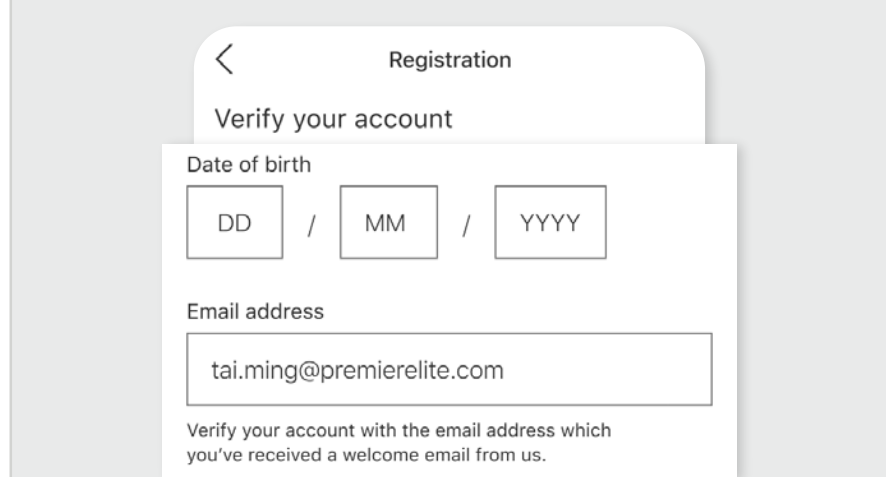 Registration
Verify your account
Date of birth
DD / MM / YYYY
Email address
tai.ming@premierelite.com
Verify your account with the email address which
you've received a welcome email from us.